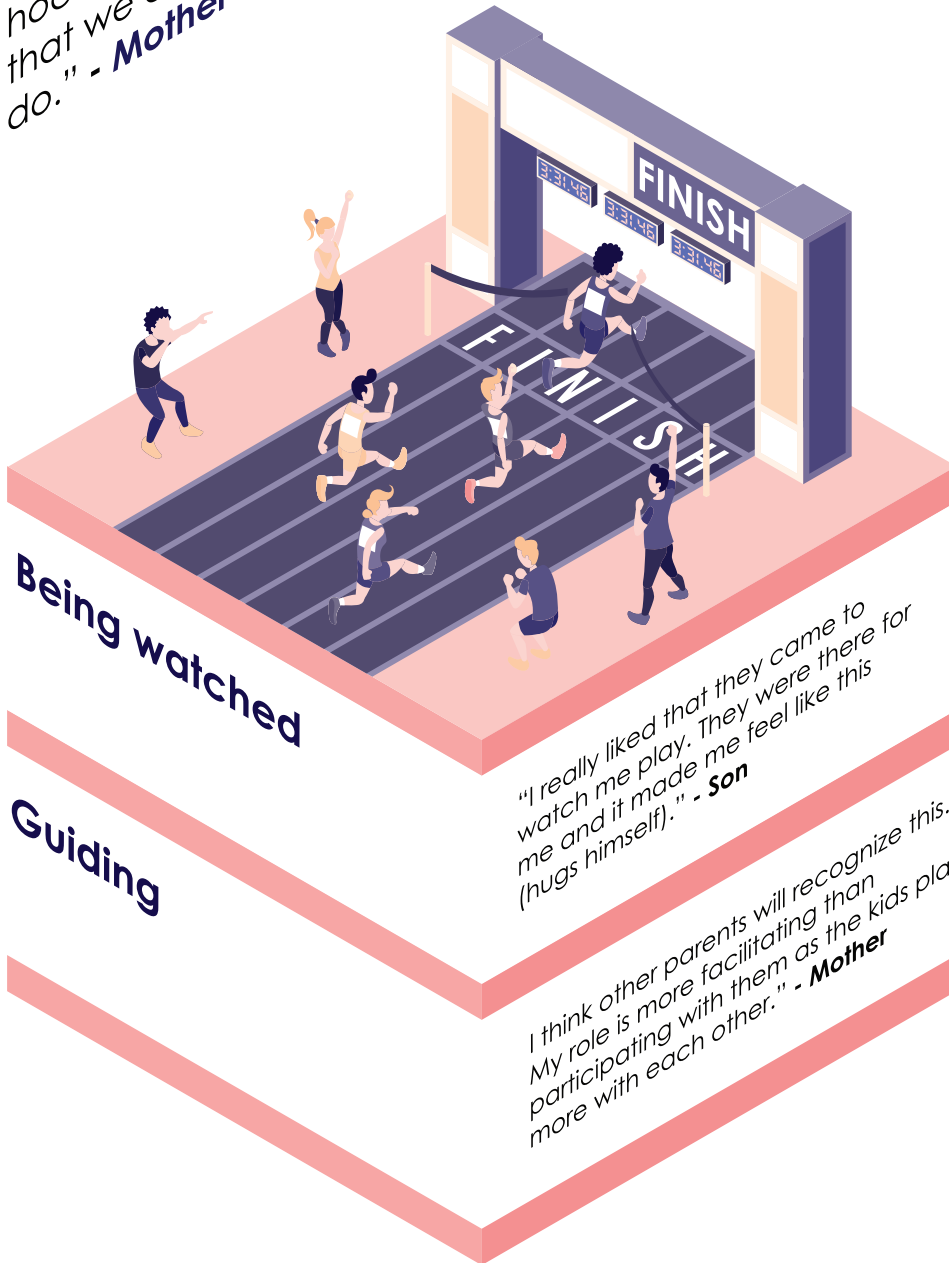 that we
do.” - Mother
FINISH
3:31.46
3:31.46
3:31.46
FINISH
Being watched
“I really liked that they came to
watch me play. They were there for
me and it made me feel like this
(hugs himself).” - Son
Guiding
I think other parents will recognize this.
My role is more facilitating than
participating with them as the kids pla
more with each other.” - Mother